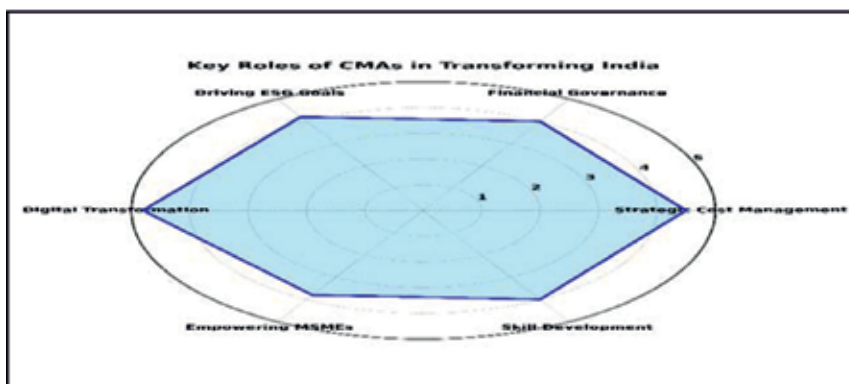 Key Roles of CMAs in Transforming India
Driving ESG Goals
Financial Governance
5
4
3
2
1
Digital Transformation
Strategic Cost Management
Empowering MSMEs
Skill Development